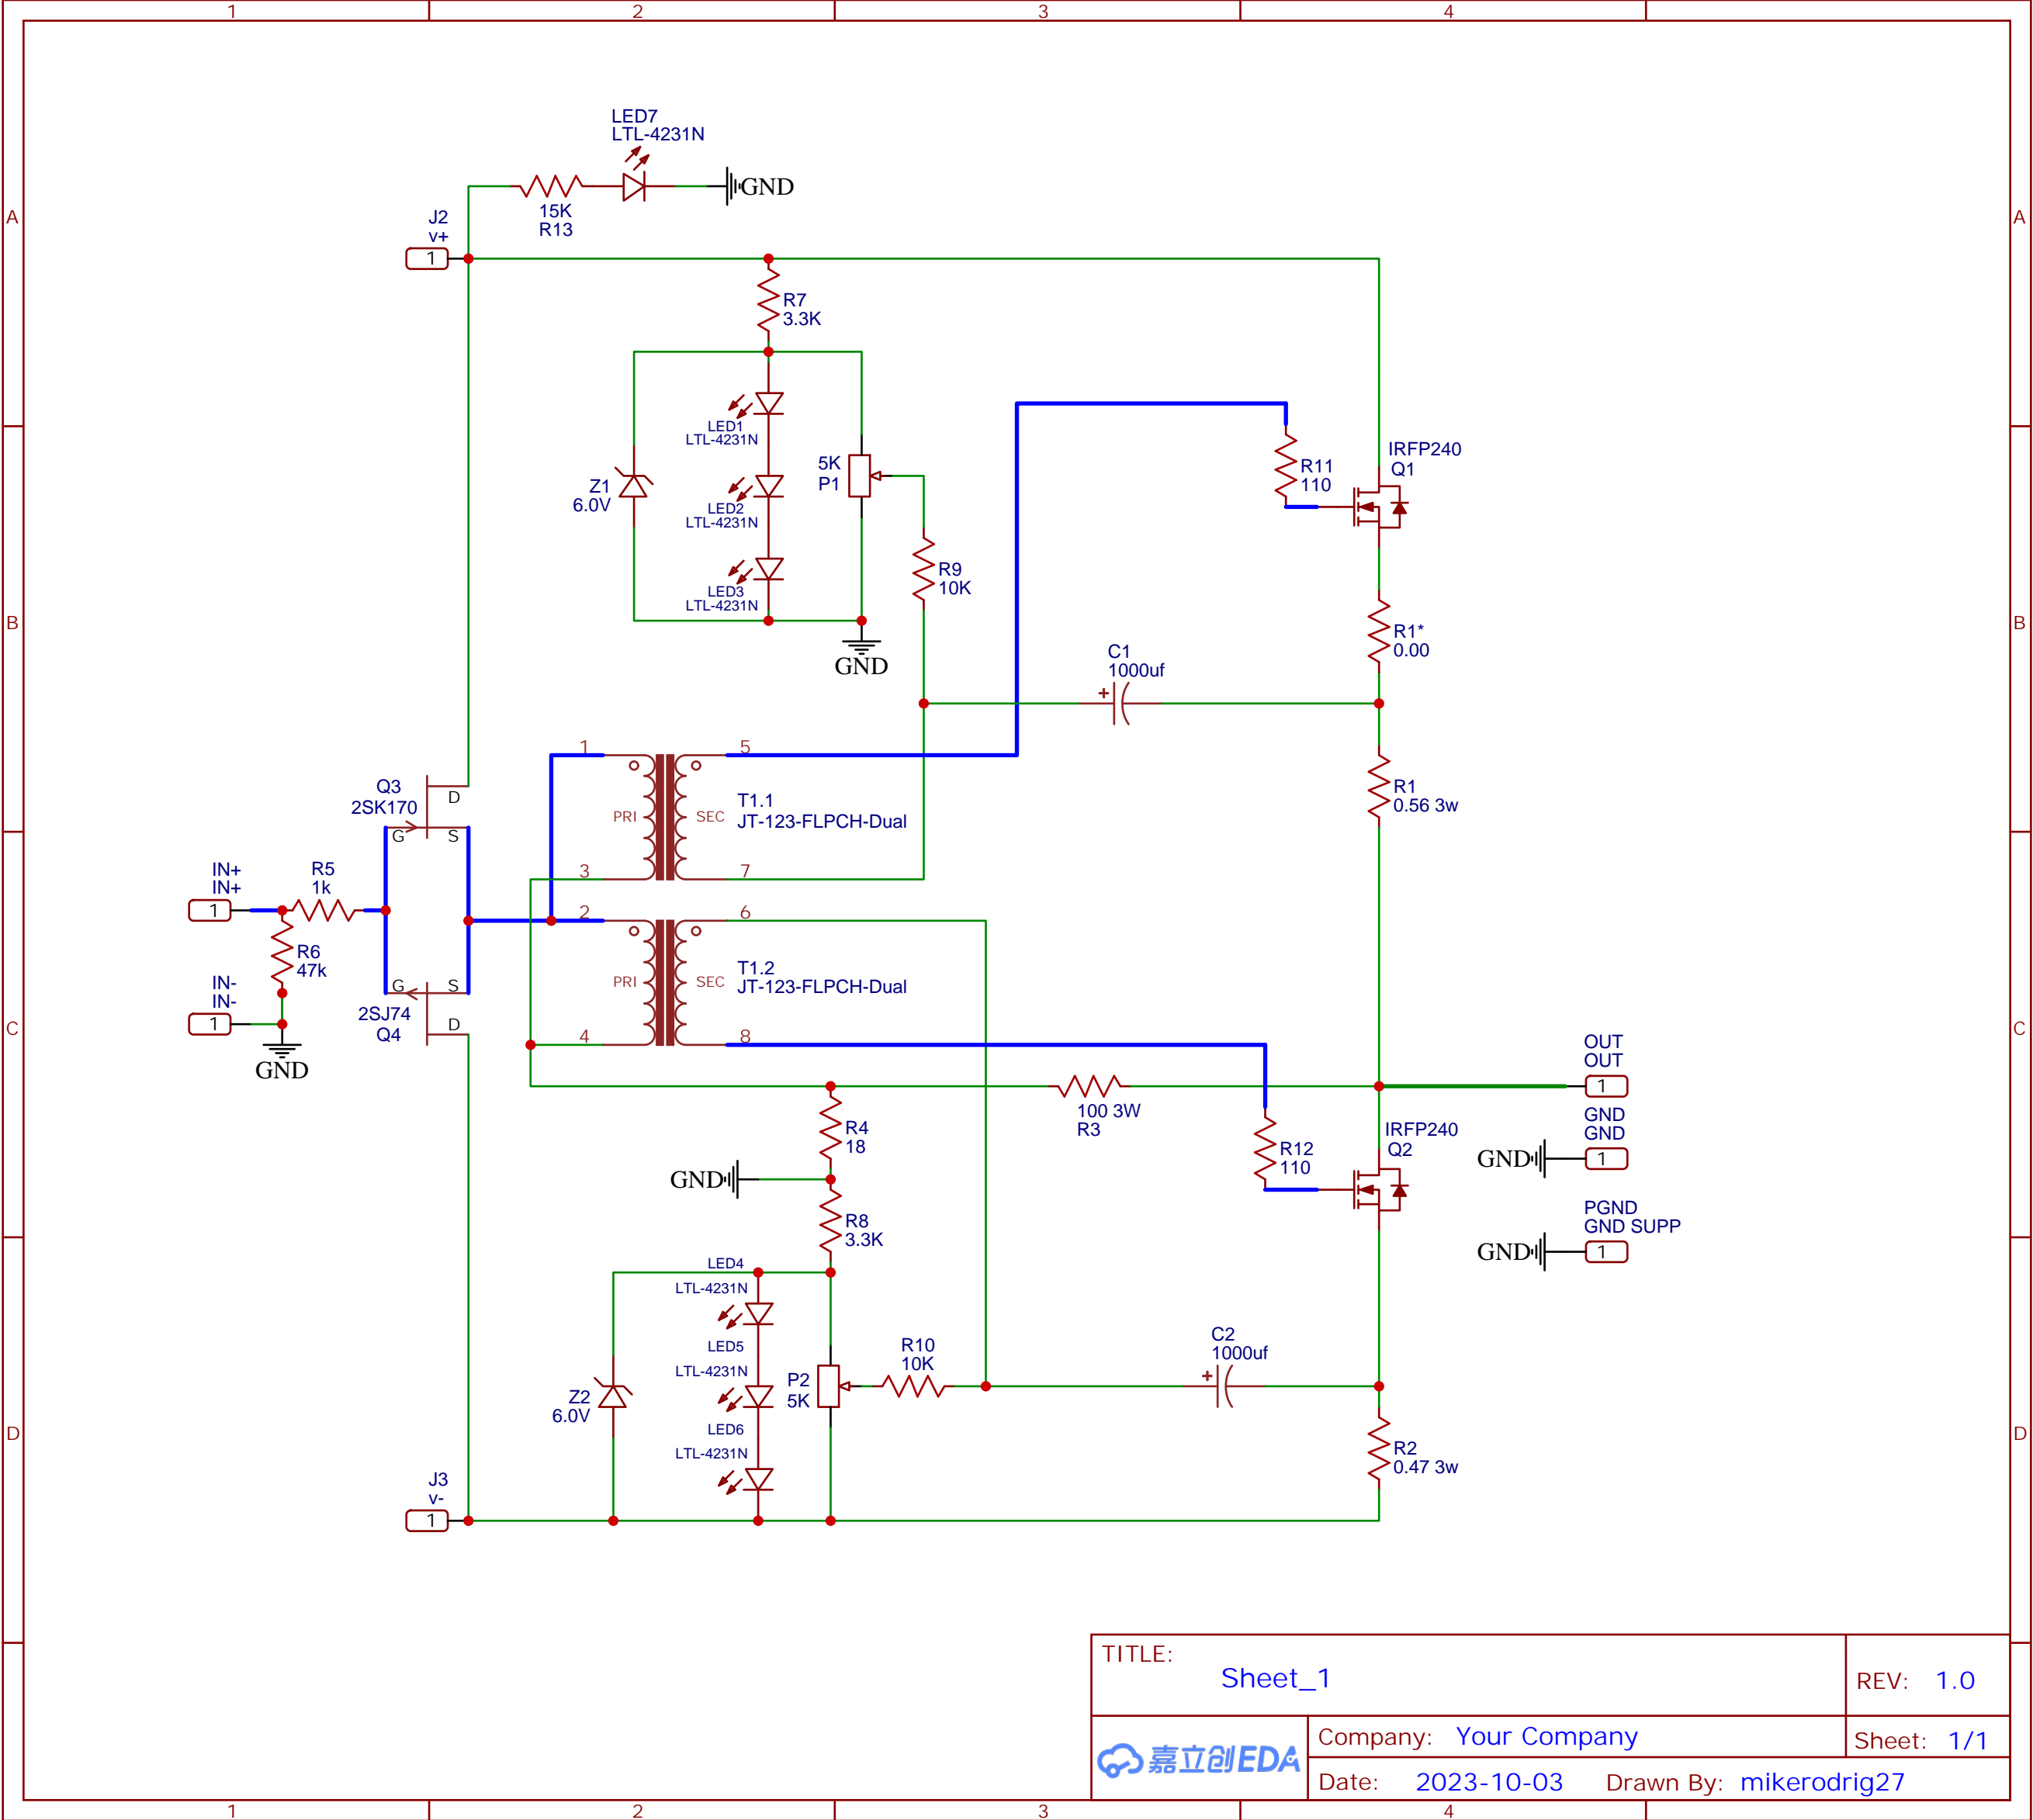 1 2 3 4
LED7
LTL-4231N
GND
15K
R13
A
A
J2
v+
1
R7
3.3K
LED1
LTL-4231N
5K
P1
Z1
6.0V
LED2
LTL-4231N
LED3
LTL-4231N
R9
10K
GND
R11
110
IRFP240
Q1
B
B
R1*
0.00
C1
1000uf
+
1
5
Q3
2SK170
D
G
S
PRI
SEC
T1.1
JT-123-FLPCH-Dual
R1
0.56 3w
3
7
IN+
IN+
1
R5
1k
R6
47k
2
6
IN-
IN-
1
GND
G
S
2SJ74
Q4
D
PRI
SEC
T1.2
JT-123-FLPCH-Dual
4
8
C
C
OUT
OUT
1
100 3W
R3
R4
18
GND
R12
110
IRFP240
Q2
GND
GND
GND
1
R8
3.3K
PGND
GND SUPP
GND
1
LED4
LTL-4231N
LED5
LTL-4231N
LED6
LTL-4231N
Z2
6.0V
P2
5K
R10
10K
C2
1000uf
+
D
D
R2
0.47 3w
J3
v-
1
TITLE:
Sheet_1
REV: 1.0
嘉立创EDA
Company: Your Company
Sheet: 1/1
Date: 2023-10-03 Drawn By: mikerodrig27
1 2 3 4